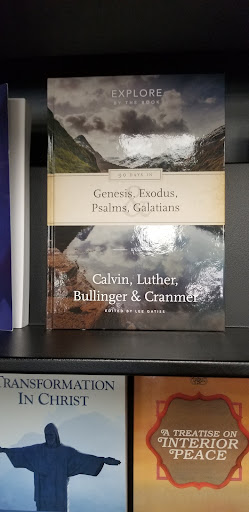 EXPLORE
BY THE BOOK
90 DAYS IN
Genesis, Exodus,
Psalms, Galatians
Calvin, Luther,
Bullinger & Cranmer
EDITED BY LEE GATISS
TRANSFORMATION
IN CHRIST
A TREATISE ON
INTERIOR
PEACE